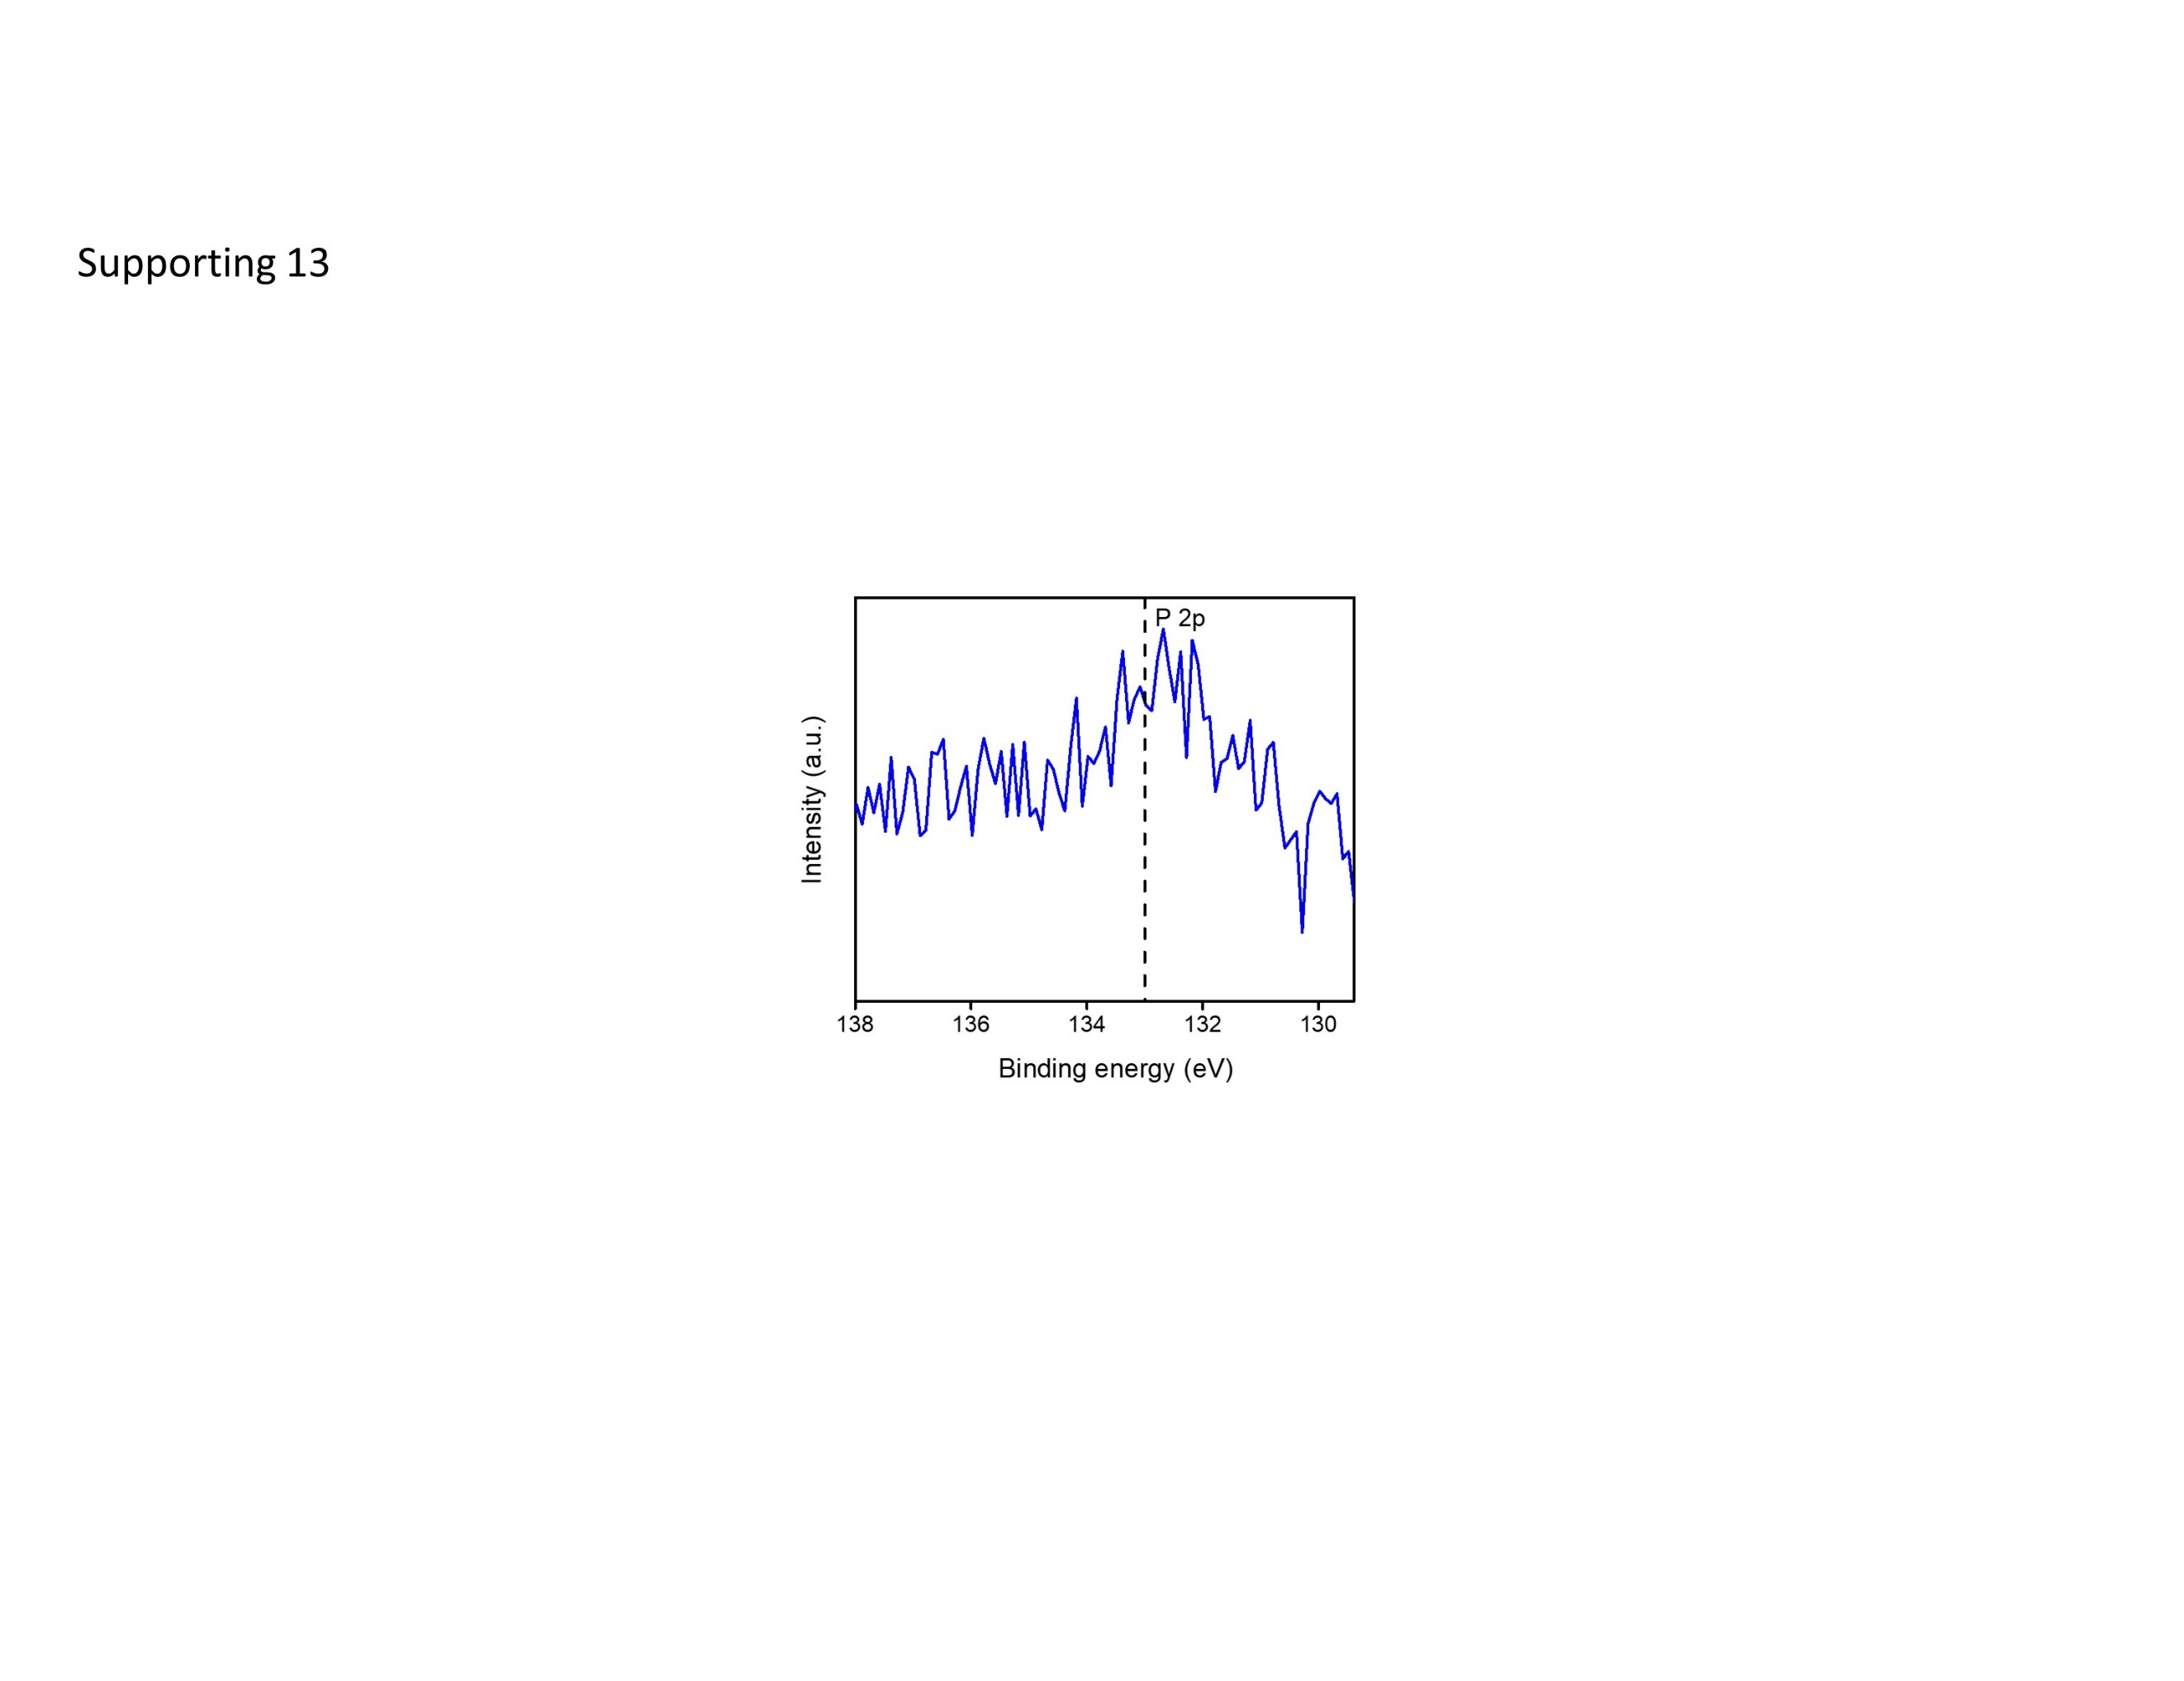 Supporting 13
P 2p
Intensity (a.u.)
138 136 134 132 130
Binding energy (eV)